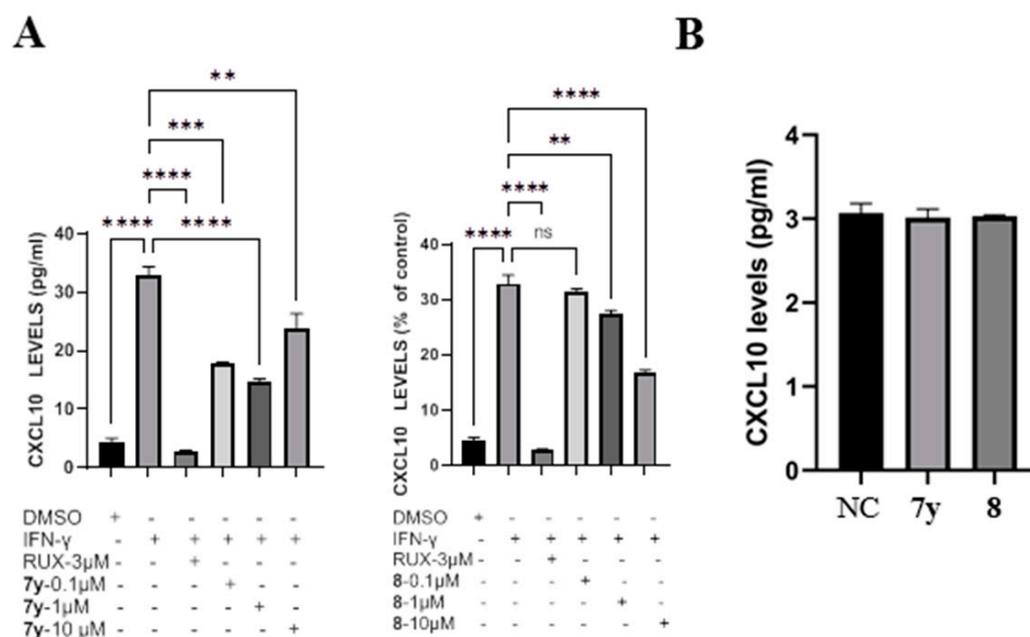 A
** 
***
****
**** ****
CXCL10 LEVELS (pg/ml)
40
30
20
10
0
DMSO + - - - - -
IFN-γ - + + + + +
RUX-3μM - - + - - -
7y-0.1μM - - - + - -
7y-1μM - - - - + -
7y-10 μM - - - - - +
****
**
****
**** ns
CXCL10 LEVELS (% of control)
40
30
20
10
0
DMSO + - - - - -
IFN-γ - + + + + +
RUX-3μM - - + - - -
8-0.1μM - - - + - -
8-1μM - - - - + -
8-10μM - - - - - +
B
CXCL10 levels (pg/ml)
4
3
2
1
0
NC 7y 8